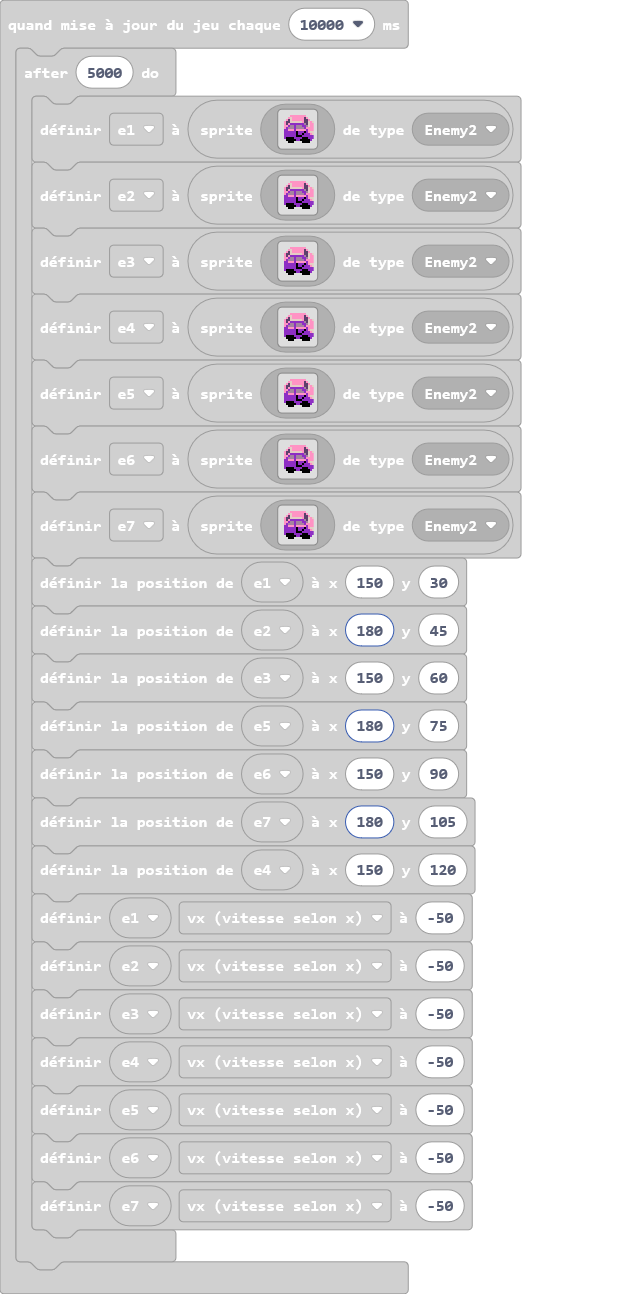 quand mise à jour du jeu chaque 10000 ms
after 5000 do
définir e1 à sprite de type Enemy2
définir e2 à sprite de type Enemy2
définir e3 à sprite de type Enemy2
définir e4 à sprite de type Enemy2
définir e5 à sprite de type Enemy2
définir e6 à sprite de type Enemy2
définir e7 à sprite de type Enemy2
définir la position de e1 à x 150 y 30
définir la position de e2 à x 180 y 45
définir la position de e3 à x 150 y 60
définir la position de e5 à x 180 y 75
définir la position de e6 à x 150 y 90
définir la position de e7 à x 180 y 105
définir la position de e4 à x 150 y 120
définir e1 vx (vitesse selon x) à -50
définir e2 vx (vitesse selon x) à -50
définir e3 vx (vitesse selon x) à -50
définir e4 vx (vitesse selon x) à -50
définir e5 vx (vitesse selon x) à -50
définir e6 vx (vitesse selon x) à -50
définir e7 vx (vitesse selon x) à -50